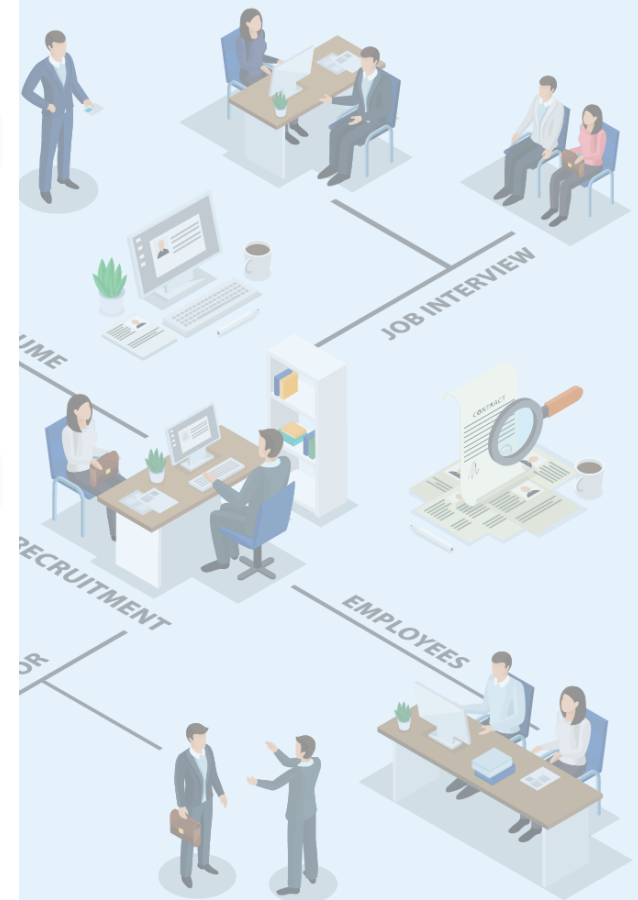 JOB INTERVIEW
UME
CONTRACT
RECRUITMENT
EMPLOYEES
OR